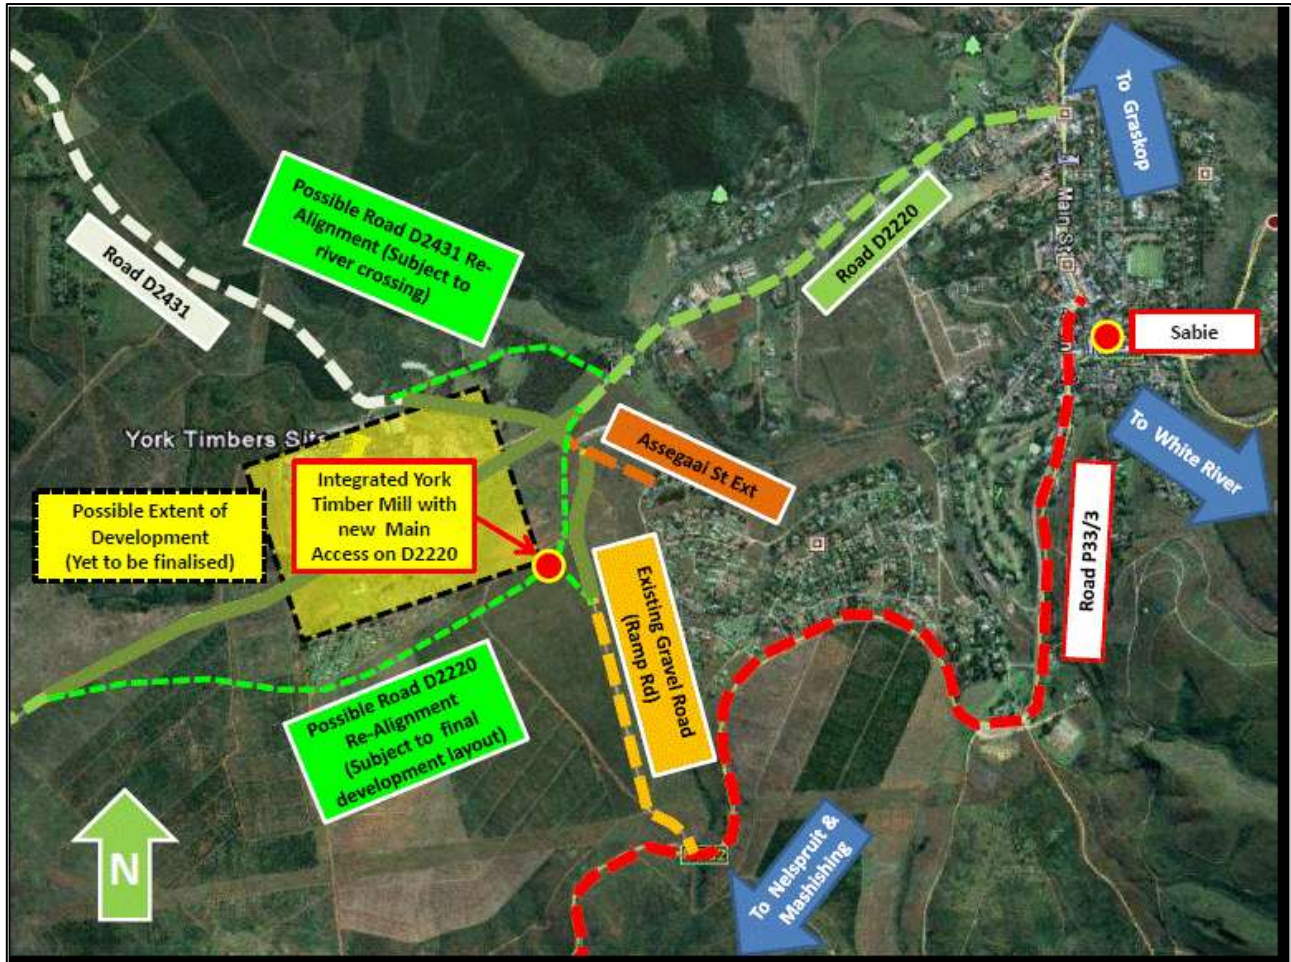 To Graskop
Main St
Possible Road D2431 Re-
Alignment (Subject to
river crossing)
Road D2431
Road D2220
Sabie
York Timbers Site
Assegaai St Ext
To White River
Integrated York
Timber Mill with
new Main
Access on D2220
Possible Extent of
Development
(Yet to be finalised)
Existing Gravel Road
(Ramp Rd)
Road P33/3
Possible Road D2220
Re-Alignment
(Subject to final
development layout)
To Nelspruit &
Mashishing
N